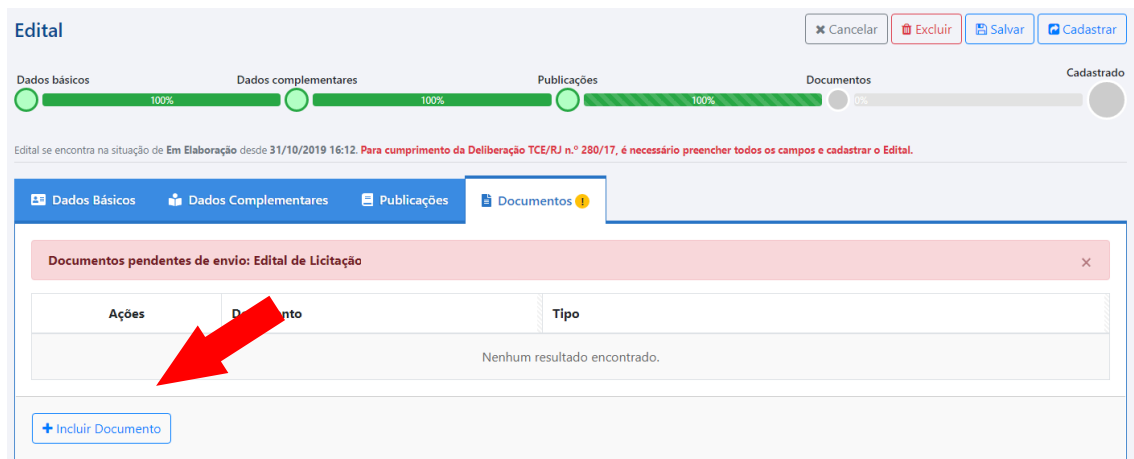 Edital
Cancelar
Excluir
Salvar
Cadastrar
Dados básicos
Dados complementares
Publicações
Documentos
Cadastrado
100%
100%
100%
0%
Edital se encontra na situação de Em Elaboração desde 31/10/2019 16:12. Para cumprimento da Deliberação TCE/RJ n.º 280/17, é necessário preencher todos os campos e cadastrar o Edital.
Dados Básicos
Dados Complementares
Publicações
Documentos !
Documentos pendentes de envio: Edital de Licitação ×
Ações
Tipo
Nenhum resultado encontrado.
+ Incluir Documento